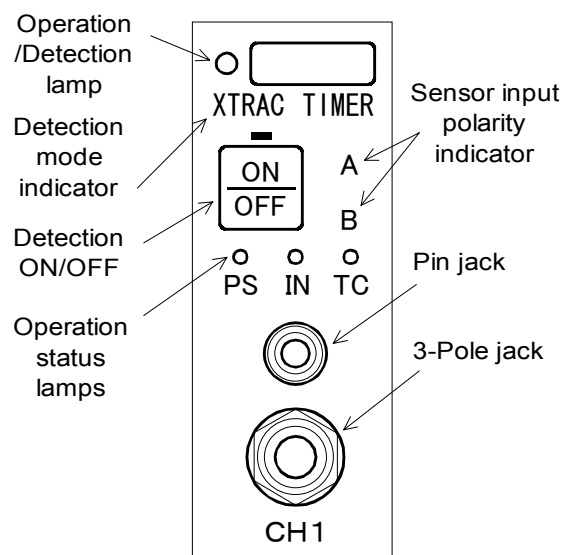 Operation
/Detection
lamp
XTRAC TIMER
Detection
mode
indicator
Sensor input
polarity
indicator
ON
OFF
A
B
Detection
ON/OFF
PS IN TC
Operation
status
lamps
Pin jack
3-Pole jack
CH1